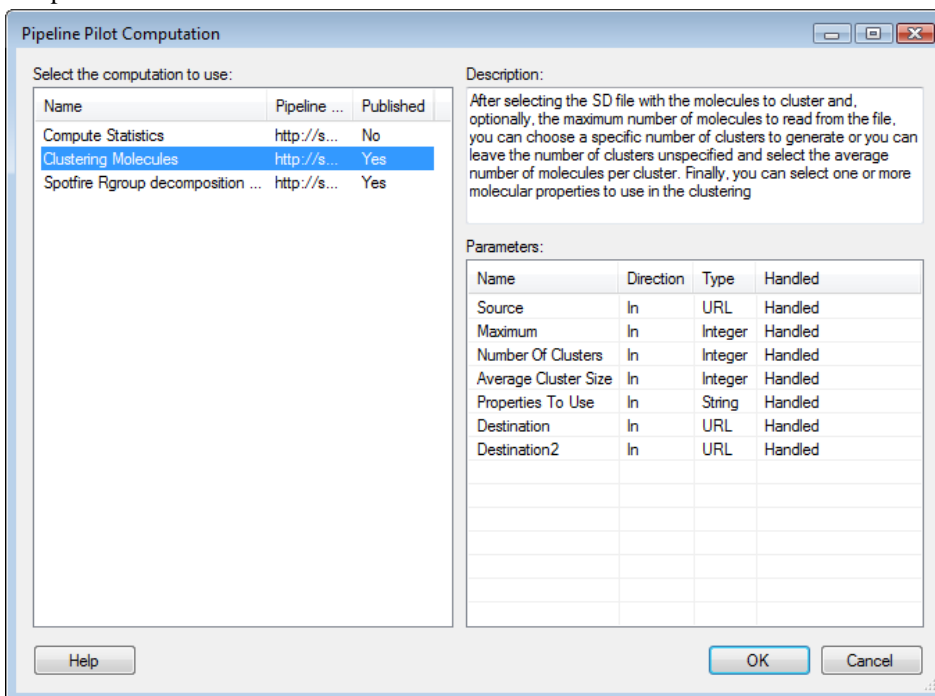 Pipeline Pilot Computation
Select the computation to use:
Name Pipeline ... Published
Compute Statistics http://s... No
Clustering Molecules http://s... Yes
Spotfire Rgroup decomposition ... http://s... Yes
Description:
After selecting the SD file with the molecules to cluster and,
optionally, the maximum number of molecules to read from the file,
you can choose a specific number of clusters to generate or you can
leave the number of clusters unspecified and select the average
number of molecules per cluster. Finally, you can select one or more
molecular properties to use in the clustering
Parameters:
Name Direction Type Handled
Source In URL Handled
Maximum In Integer Handled
Number Of Clusters In Integer Handled
Average Cluster Size In Integer Handled
Properties To Use In String Handled
Destination In URL Handled
Destination2 In URL Handled
Help OK Cancel